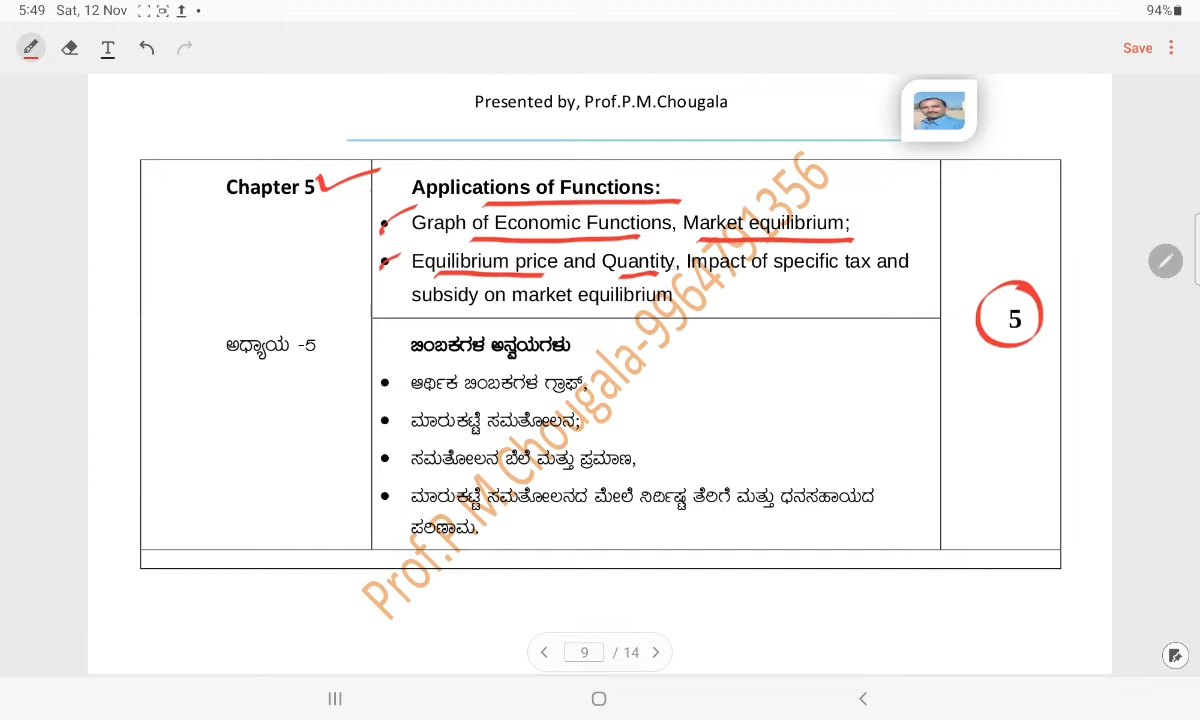 5:49 Sat, 12 Nov
94%
Save
Presented by, Prof.P.M.Chougala
Chapter 5
Applications of Functions:
Graph of Economic Functions, Market equilibrium;
Equilibrium price and Quantity, Impact of specific tax and
subsidy on market equilibrium
5
ಅಧ್ಯಾಯ -5
ಬಿಂಬಕಗಳ ಅನ್ವಯಗಳು
ಆರ್ಥಿಕ ಬಿಂಬಕಗಳ ಗ್ರಾಫ್,
ಮಾರುಕಟ್ಟೆ ಸಮತೋಲನ;
ಸಮತೋಲನ ಬೆಲೆ ಮತ್ತು ಪ್ರಮಾಣ,
ಮಾರುಕಟ್ಟೆ ಸಮತೋಲನದ ಮೇಲೆ ನಿರ್ದಿಷ್ಟ ತೆರಿಗೆ ಮತ್ತು ಧನಸಹಾಯದ
ಪರಿಣಾಮ.
Prof.P.M.Chougala-9964791356
9 / 14